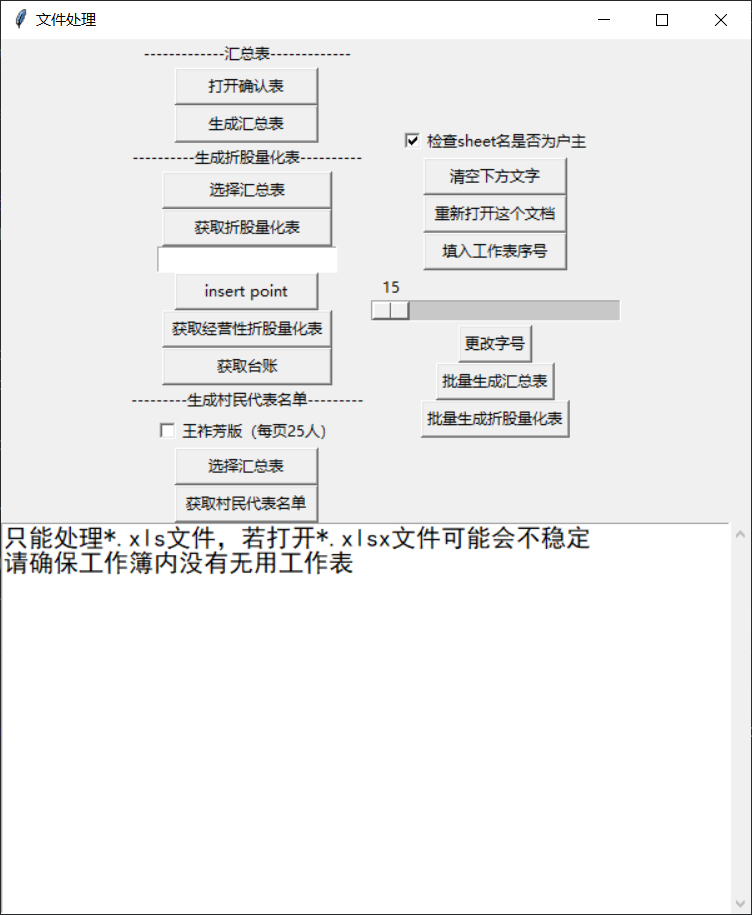 文件处理
-------------汇总表-------------
打开确认表
生成汇总表
----------生成折股量化表----------
选择汇总表
获取折股量化表
insert point
获取经营性折股量化表
获取台账
---------生成村民代表名单---------
王祚芳版（每页25人）
选择汇总表
获取村民代表名单
检查sheet名是否为户主
清空下方文字
重新打开这个文档
填入工作表序号
15
更改字号
批量生成汇总表
批量生成折股量化表
只能处理*.xls文件，若打开*.xlsx文件可能会不稳定
请确保工作簿内没有无用工作表